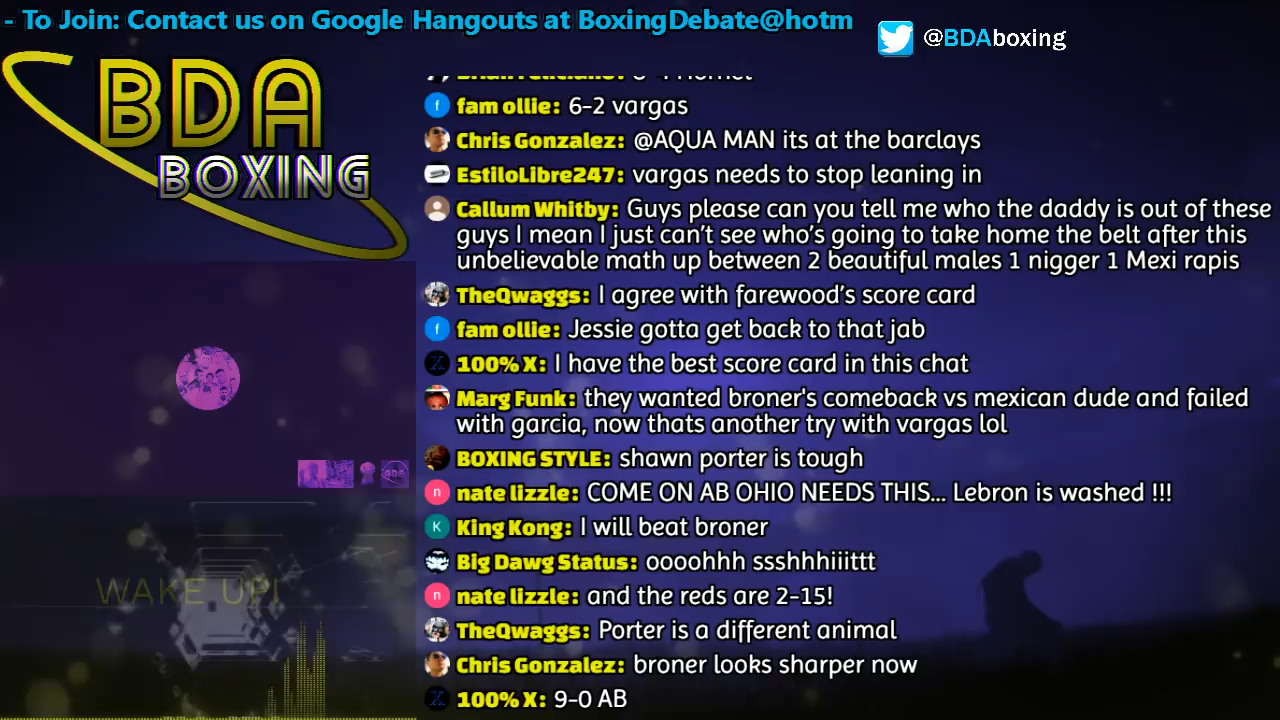 - To Join: Contact us on Google Hangouts at BoxingDebate@hotm
@BDAboxing
BDA
BOXING
fam ollie: 6-2 vargas
Chris Gonzalez: @AQUA MAN its at the barclays
EstiloLibre247: vargas needs to stop leaning in
Callum Whitby: Guys please can you tell me who the daddy is out of these
guys I mean I just can't see who's going to take home the belt after this
unbelievable math up between 2 beautiful males 1 nigger 1 Mexi rapis
TheQwaggs: I agree with farewood's score card
fam ollie: Jessie gotta get back to that jab
100% X: I have the best score card in this chat
Marg Funk: they wanted broner's comeback vs mexican dude and failed
with garcia, now thats another try with vargas lol
BOXING STYLE: shawn porter is tough
nate lizzle: COME ON AB OHIO NEEDS THIS... Lebron is washed !!!
King Kong: I will beat broner
Big Dawg Status: oooohhh ssshhhiiittt
nate lizzle: and the reds are 2-15!
TheQwaggs: Porter is a different animal
Chris Gonzalez: broner looks sharper now
100% X: 9-0 AB
WAKE UP!